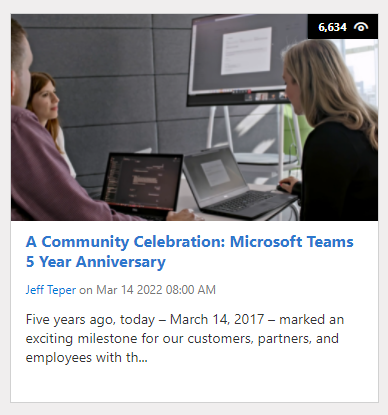 6,634
A Community Celebration: Microsoft Teams
5 Year Anniversary
Jeff Teper on Mar 14 2022 08:00 AM
Five years ago, today – March 14, 2017 – marked an
exciting milestone for our customers, partners, and
employees with th...